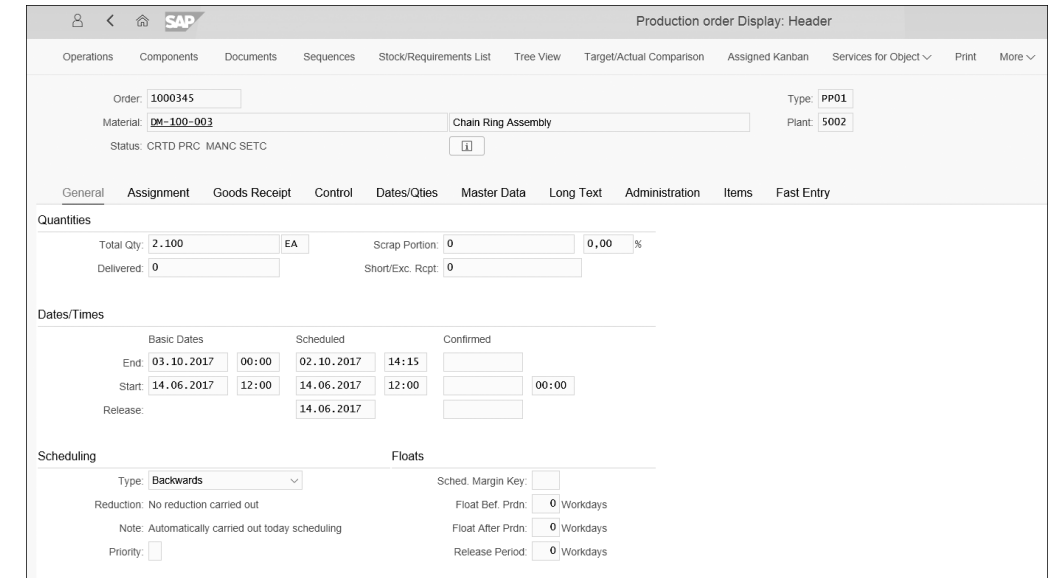 SAP Production order Display: Header
Operations Components Documents Sequences Stock/Requirements List Tree View Target/Actual Comparison Assigned Kanban Services for Object Print More
Order: 1000345 Type: PP01
Material: DM-100-003 Chain Ring Assembly Plant: 5002
Status: CRTD PRC MANC SETC i
General Assignment Goods Receipt Control Dates/Qties Master Data Long Text Administration Items Fast Entry
Quantities
Total Qty: 2.100 EA Scrap Portion: 0 0,00 %
Delivered: 0 Short/Exc. Rcpt: 0
Dates/Times
Basic Dates Scheduled Confirmed
End: 03.10.2017 00:00 02.10.2017 14:15
Start: 14.06.2017 12:00 14.06.2017 12:00 00:00
Release: 14.06.2017
Scheduling Floats
Type: Backwards Sched. Margin Key:
Reduction: No reduction carried out Float Bef. Prdn: 0 Workdays
Note: Automatically carried out today scheduling Float After Prdn: 0 Workdays
Priority: Release Period: 0 Workdays